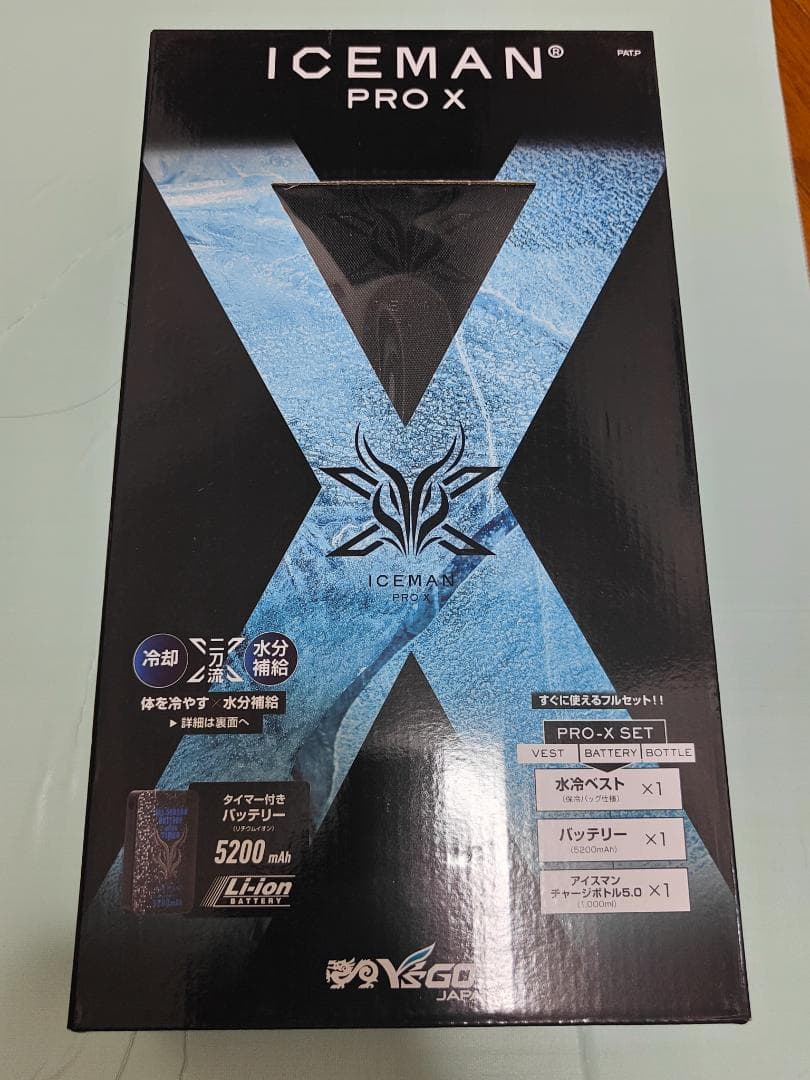 ICEMAN®
PRO X
PAT.P
ICEMAN
PRO X
冷却
二刀流
水分
補給
体を冷やす×水分補給
▶詳細は裏面へ
タイマー付き
バッテリー
(リチウムイオン)
5200 mAh
Li-ion
BATTERY
すぐに使えるフルセット!!
PRO-X SET
VEST BATTERY BOTTLE
水冷ベスト ×1
(保冷バッグ仕様)
バッテリー ×1
(5200mAh)
アイスマン
チャージボトル5.0 ×1
(1,000ml)
Y'sGO
JAPA